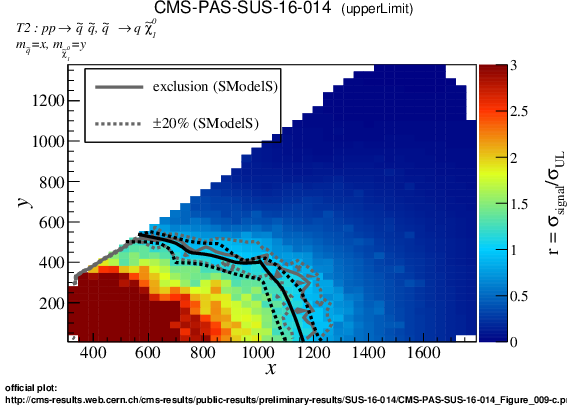 CMS-PAS-SUS-16-014 (upperLimit)
T2 : pp → q̃ q̃, q̃ → q χ̃₁⁰
m_q̃=x, m_χ̃₁⁰=y
exclusion (SModelS)
±20% (SModelS)
1200
1000
800
600
400
200
y
400 600 800 1000 1200 1400 1600
x
3
2.5
2
1.5
1
0.5
0
r = σ_signal/σ_UL
official plot:
http://cms-results.web.cern.ch/cms-results/public-results/preliminary-results/SUS-16-014/CMS-PAS-SUS-16-014_Figure_009-c.p